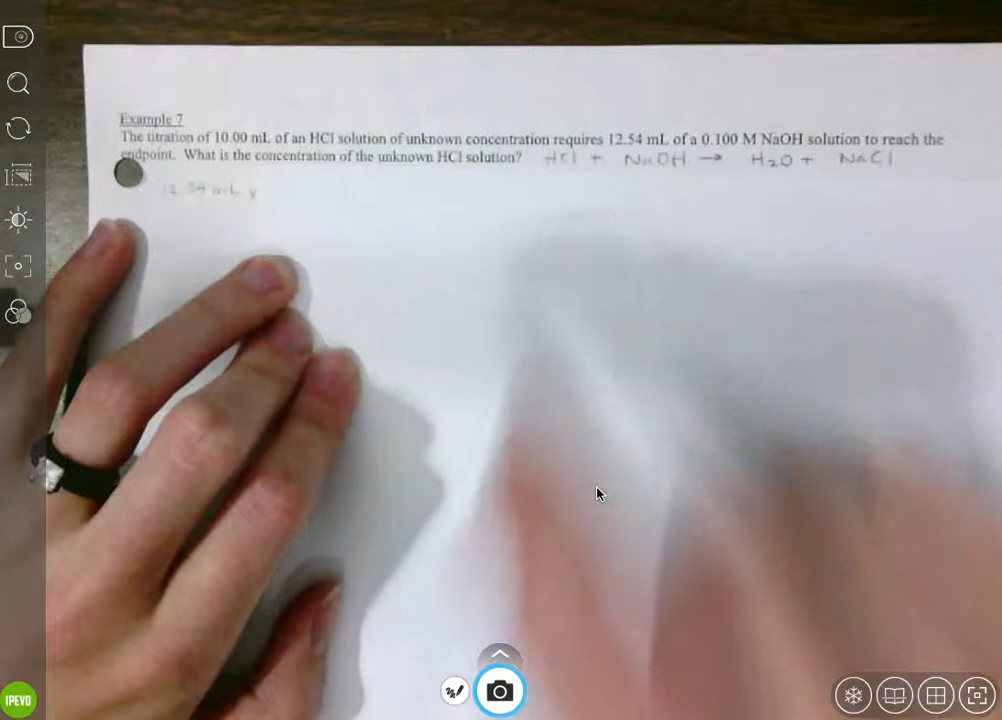 Example 7
The titration of 10.00 mL of an HCl solution of unknown concentration requires 12.54 mL of a 0.100 M NaOH solution to reach the
endpoint. What is the concentration of the unknown HCl solution? HCl + NaOH → H₂O + NaCl
12.54 mL x
IPEVO